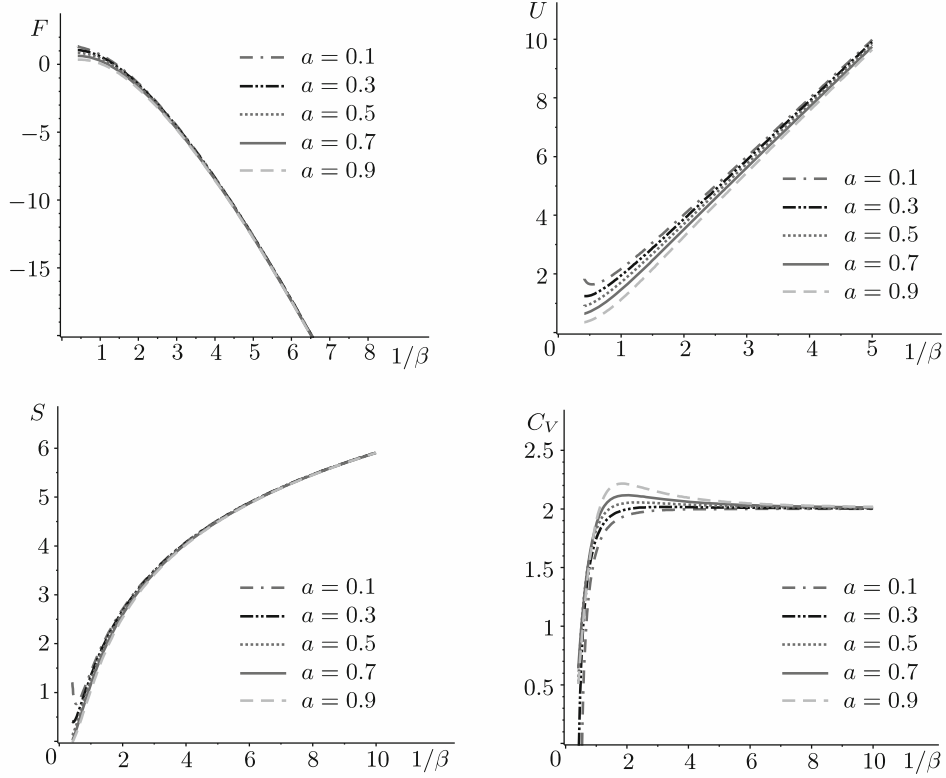 F
0
−5
−10
−15
1 2 3 4 5 6 7 8 1/β
a = 0.1
a = 0.3
a = 0.5
a = 0.7
a = 0.9
U
10
8
6
4
2
0 1 2 3 4 5 1/β
a = 0.1
a = 0.3
a = 0.5
a = 0.7
a = 0.9
S
6
5
4
3
2
1
0 2 4 6 8 10 1/β
a = 0.1
a = 0.3
a = 0.5
a = 0.7
a = 0.9
C_V
2.5
2
1.5
1
0.5
0 2 4 6 8 10 1/β
a = 0.1
a = 0.3
a = 0.5
a = 0.7
a = 0.9